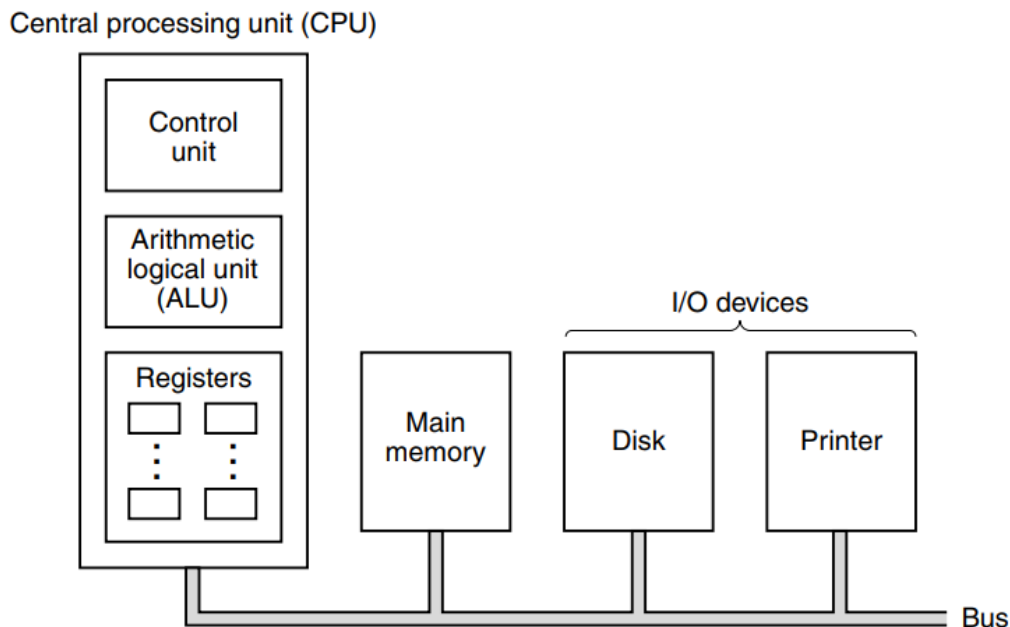 Central processing unit (CPU)
Control
unit
Arithmetic
logical unit
(ALU)
Registers
I/O devices
Main
memory
Disk
Printer
Bus